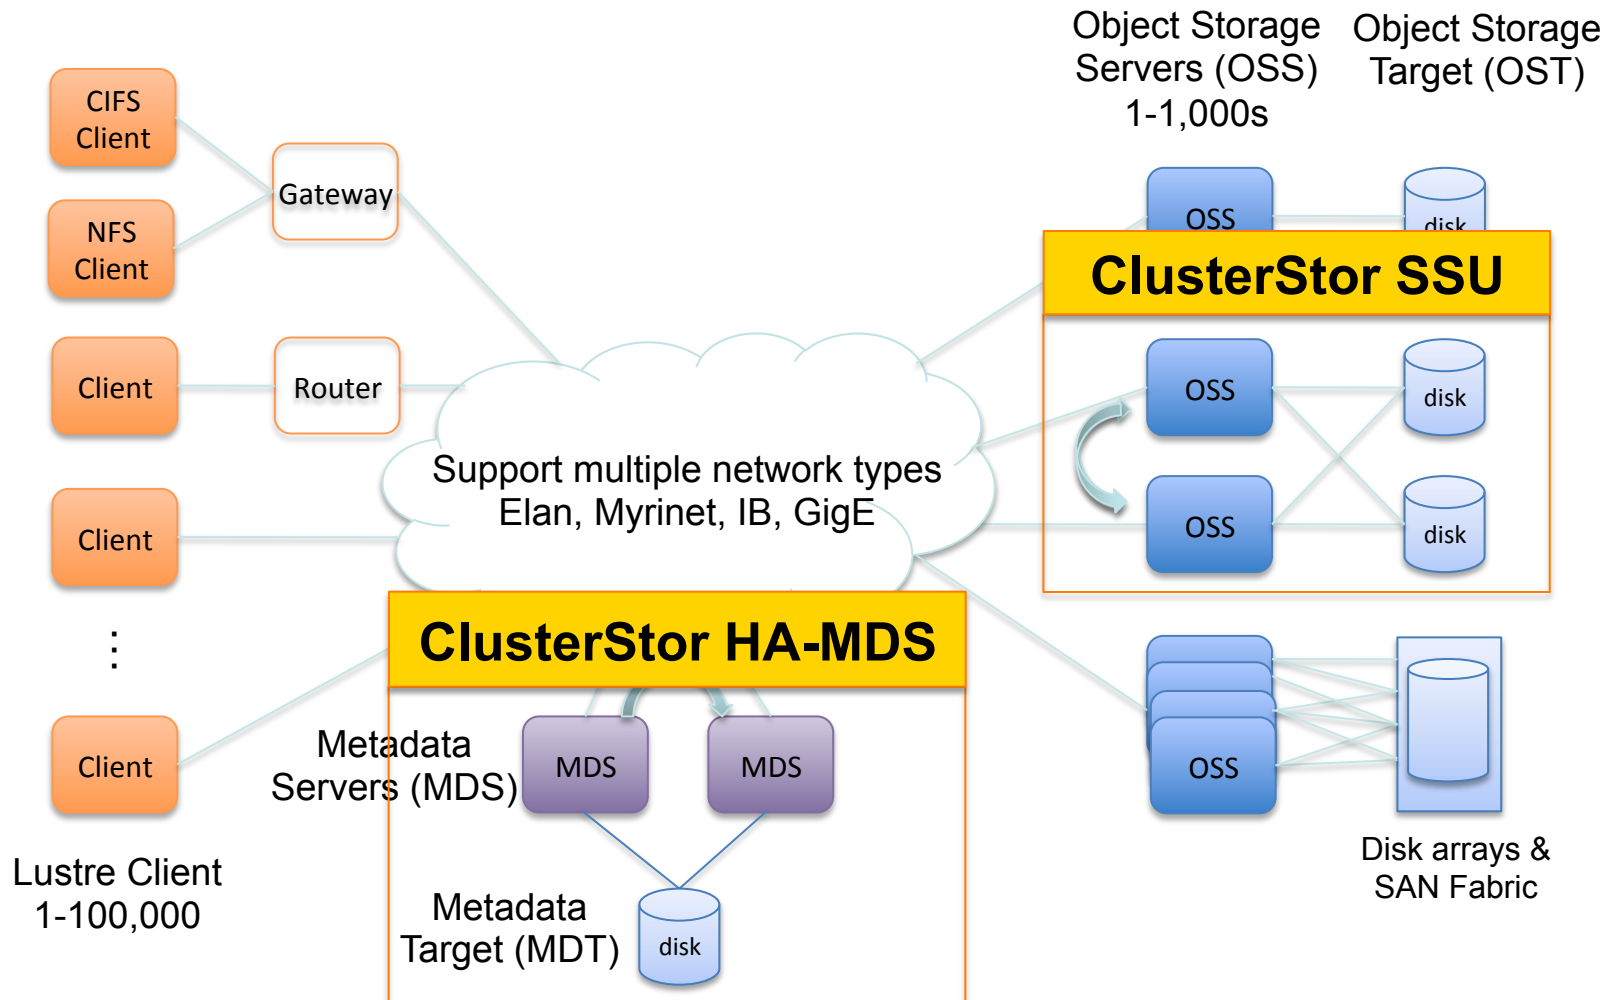 Object Storage
Servers (OSS)
1-1,000s
Object Storage
Target (OST)
CIFS
Client
NFS
Client
Gateway
Client
Router
Client
⋮
Client
Lustre Client
1-100,000
Support multiple network types
Elan, Myrinet, IB, GigE
ClusterStor HA-MDS
Metadata
Servers (MDS)
MDS
MDS
Metadata
Target (MDT)
disk
OSS
disk
ClusterStor SSU
OSS
disk
OSS
disk
OSS
Disk arrays &
SAN Fabric